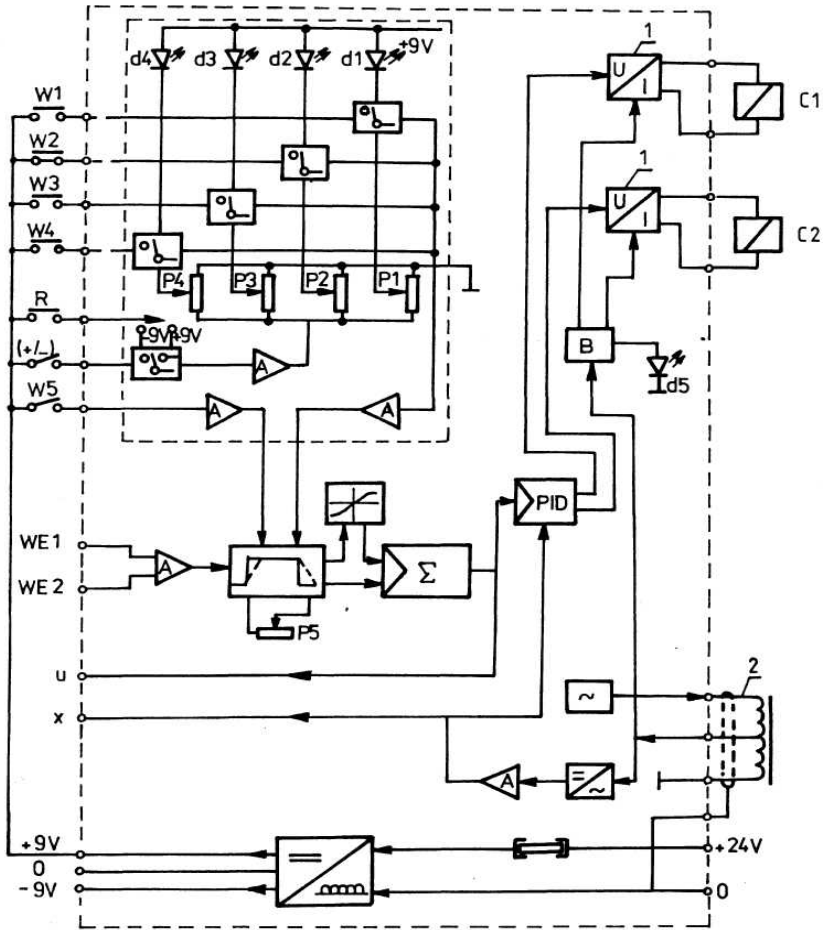 +9V
d4 d3 d2 d1
1
U
I
C1
W1
W2
W3
W4
1
U
I
C2
P4 P3 P2 P1
R
-9V +9V
(+/-)
A
B
d5
W5
A A
PID
WE1
WE2
A
Σ
P5
u
~
2
x
A
=
~
+9V
0
-9V
+24V
0